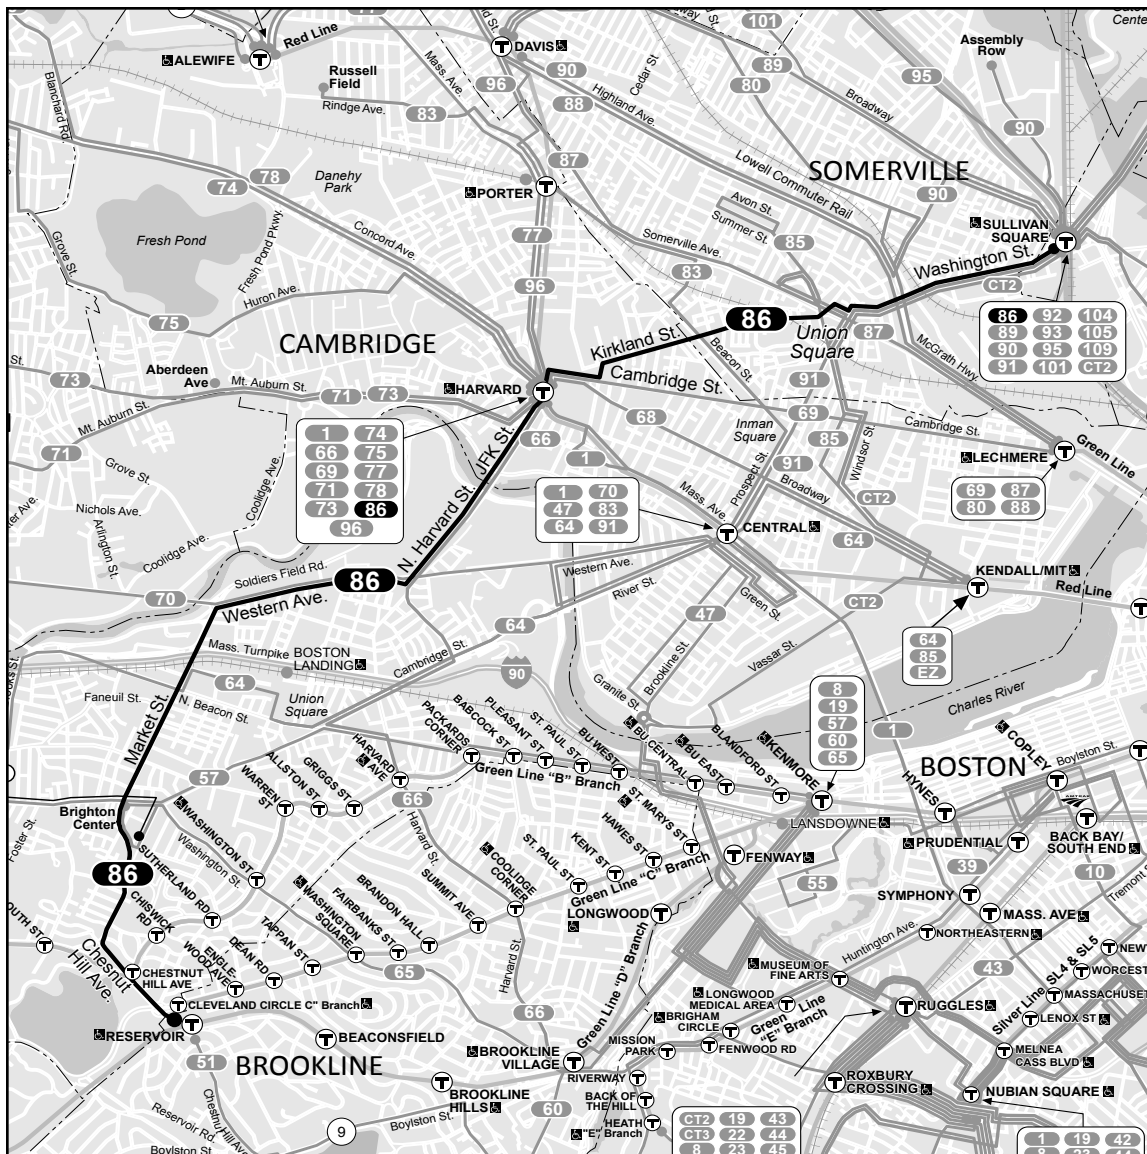 77
101
Red Line
ALEWIFE
DAVIS
Broadway
89
Assembly
Row
95
Blanchard Rd
Russell
Field
Rindge Ave.
Mass. Ave.
83
96
90
88
Cedar St.
80
Highland Ave.
Broadway
90
87
Lowell Commuter Rail
SOMERVILLE
74
78
Danehy
Park
PORTER
90
Avon St.
Summer St.
85
SULLIVAN
SQUARE
Fresh Pond
Grove St.
Fresh Pond Pkwy.
Concord Ave.
77
Somerville Ave.
83
Washington St.
CT2
Huron Ave.
75
96
86
Union
Square
87
86 92 104
89 93 105
90 95 109
91 101 CT2
CAMBRIDGE
Kirkland St.
Beacon St.
McGrath Hwy.
Cambridge St.
73
Aberdeen
Ave
Mt. Auburn St.
71
73
HARVARD
91
Mt. Auburn St.
68
69
Cambridge St.
Green Line
1 74
66 75
69 77
71 78
73 86
96
JFK St.
66
Inman
Square
85
Windsor St.
LECHMERE
71
Grove St.
Coolidge Ave.
1
Prospect St.
91
Broadway
69 87
80 88
Nichols Ave.
Arlington St.
Coolidge Ave.
N. Harvard St.
1 70
47 83
64 91
Mass. Ave.
CENTRAL
CT2
64
Soldiers Field Rd.
86
Western Ave.
River St.
KENDALL/MIT
Red Line
70
Western Ave.
Green St.
CT2
47
64
Mass. Turnpike
BOSTON
LANDING
Cambridge St.
90
Brookline St.
Vassar St.
64
85
EZ
Faneuil St.
64
N. Beacon St.
Union
Square
Granite St.
8
19
57
60
65
Charles River
1
Market St.
57
HARVARD
AVE
PACKARDS
CORNER
BABCOCK ST
PLEASANT ST
ST. PAUL ST
BU WEST
BU CENTRAL
BU EAST
BLANDFORD ST
KENMORE
HYNES
BOSTON
COPLEY
Boylston St.
Green Line "B" Branch
WARREN
ST
ALLSTON ST
GRIGGS ST
66
Brighton
Center
Foster St.
WASHINGTON ST
Washington St.
Harvard St.
ST. PAUL ST
KENT ST
HAWES ST
ST. MARYS ST
Green Line "C" Branch
LANSDOWNE
FENWAY
PRUDENTIAL
AMTRAK
BACK BAY/
SOUTH END
86
SUTHERLAND RD
CHISWICK
RD
WASHINGTON
SQUARE
FAIRBANKS ST
BRANDON HALL
SUMMIT AVE
COOLIDGE
CORNER
LONGWOOD
55
39
10
SYMPHONY
MASS. AVE
NORTHEASTERN
Chestnut
Hill Ave.
ENGLE-
WOOD AVE
DEAN RD
TAPPAN ST
65
Harvard St.
Green Line "D" Branch
Huntington Ave.
43
CHESTNUT
HILL AVE
MUSEUM OF
FINE ARTS
Silver Line SL4 & SL5
CLEVELAND CIRCLE C" Branch
RESERVOIR
BEACONSFIELD
66
LONGWOOD
MEDICAL AREA
Green Line
"E" Branch
BRIGHAM
CIRCLE
RUGGLES
LENOX ST
51
BROOKLINE
BROOKLINE
VILLAGE
MISSION
PARK
FENWOOD RD
MELNEA
CASS BLVD
RIVERWAY
ROXBURY
CROSSING
NUBIAN SQUARE
BROOKLINE
HILLS
BACK OF
THE HILL
Reservoir Rd.
Chestnut Hill Ave.
9
Boylston St.
60
HEATH
"E" Branch
Boylston St.
CT2 19 43
CT3 22 44
8 23 45
1 19 42